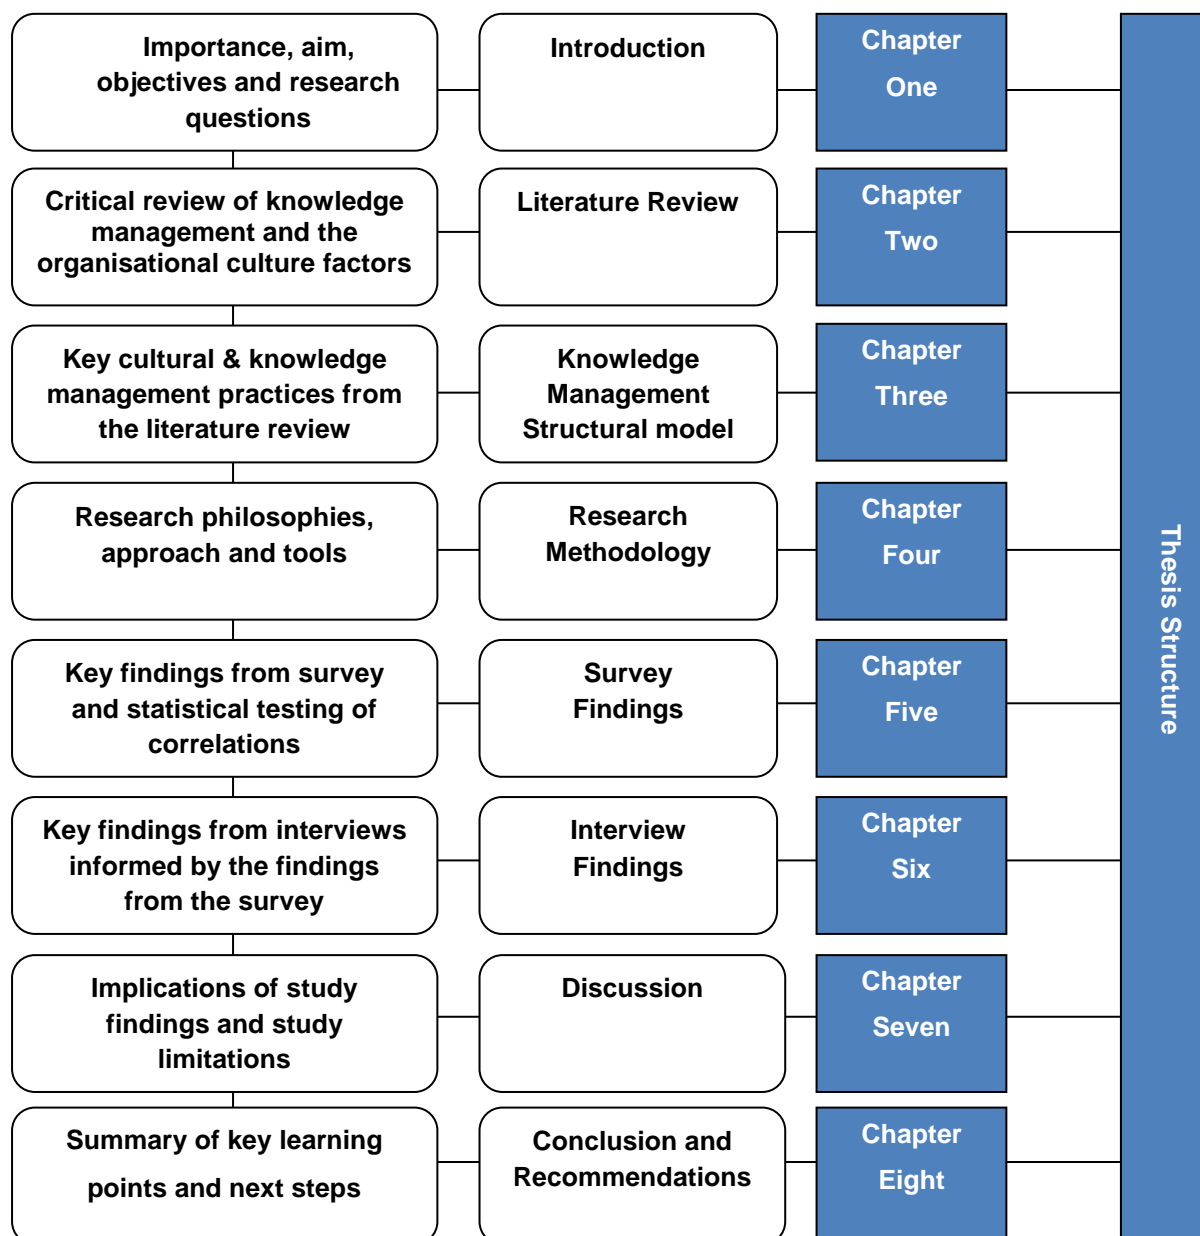 Importance, aim,
objectives and research
questions
Introduction
Chapter
One
Critical review of knowledge
management and the
organisational culture factors
Literature Review
Chapter
Two
Key cultural & knowledge
management practices from
the literature review
Knowledge
Management
Structural model
Chapter
Three
Research philosophies,
approach and tools
Research
Methodology
Chapter
Four
Key findings from survey
and statistical testing of
correlations
Survey
Findings
Chapter
Five
Key findings from interviews
informed by the findings
from the survey
Interview
Findings
Chapter
Six
Implications of study
findings and study
limitations
Discussion
Chapter
Seven
Summary of key learning
points and next steps
Conclusion and
Recommendations
Chapter
Eight
Thesis Structure